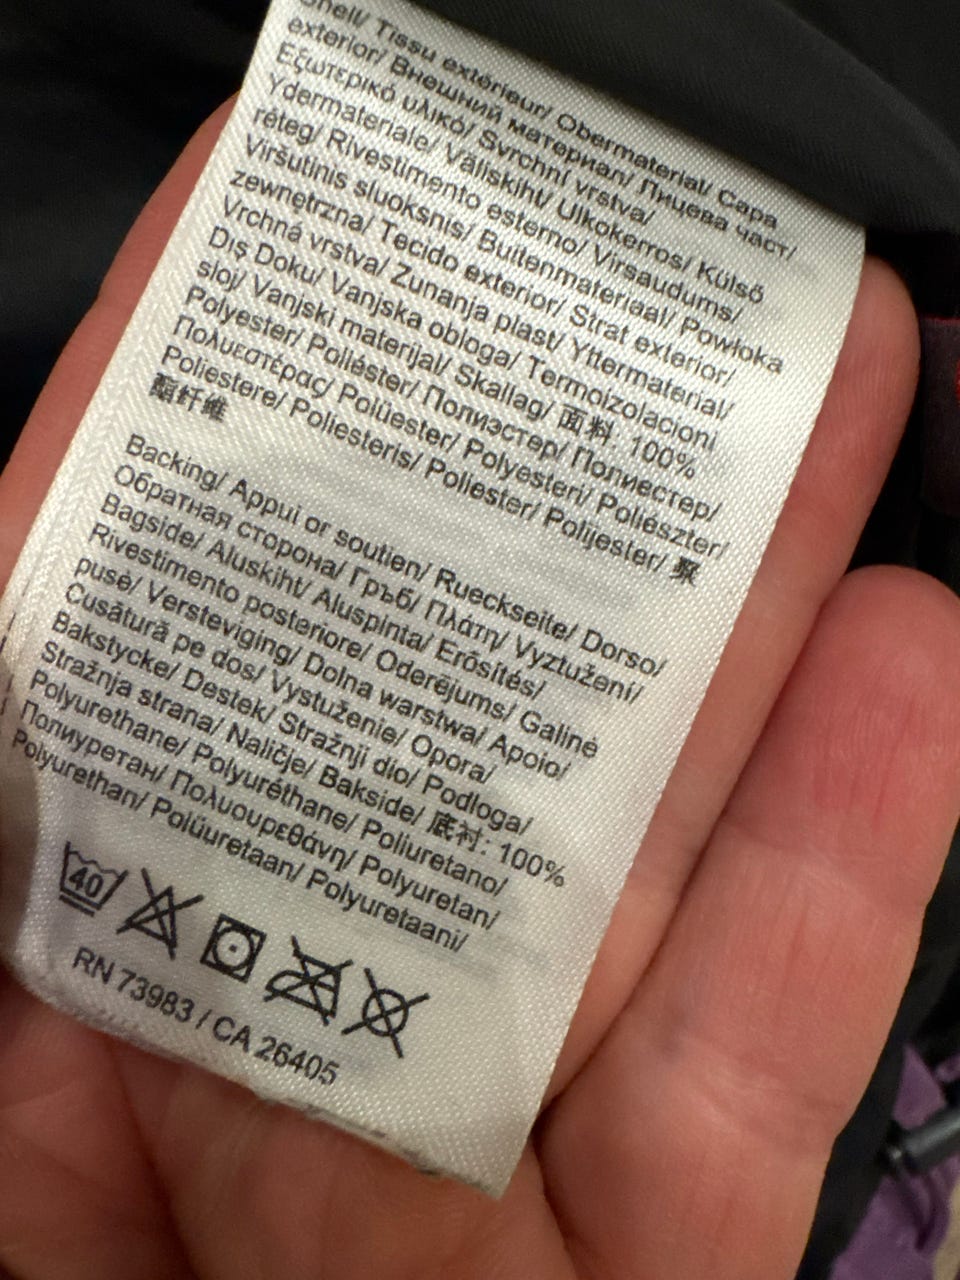 Shell/ Tissu extérieur/ Obermaterial/ Capa
exterior/ Внешний материал/ Лицева част/
Εξωτερικό υλικό/ Svrchní vrstva/
Ydermateriale/ Väliskiht/ Ulkokerros/ Külső
réteg/ Rivestimento esterno/ Virsaudums/
Viršutinis sluoksnis/ Buitenmateriaal/ Powłoka
zewnętrzna/ Tecido exterior/ Strat exterior/
Vrchná vrstva/ Zunanja plast/ Yttermaterial/
Dış Doku/ Vanjska obloga/ Termoizolacioni
sloj/ Vanjski materijal/ Skallag/ 面料: 100%
Polyester/ Poliéster/ Полиэстер/ Полиестер/
Πολυεστέρας/ Polüester/ Polyesteri/ Poliészter/
Poliestere/ Poliesteris/ Poliester/ Polijester/ 聚
酯纤维
Backing/ Appui or soutien/ Rueckseite/ Dorso/
Обратная сторона/ Гръб/ Πλάτη/ Vyztužení/
Bagside/ Aluskiht/ Aluspinta/ Erősítés/
Rivestimento posteriore/ Oderējums/ Galinė
pusė/ Versteviging/ Dolna warstwa/ Apoio/
Cusătură pe dos/ Vystuženie/ Opora/
Bakstycke/ Destek/ Stražnji dio/ Podloga/
Stražnja strana/ Naličje/ Bakside/ 底衬: 100%
Polyurethane/ Polyuréthane/ Poliuretano/
Полиуретан/ Πολυουρεθάνη/ Polyuretan/
Polyurethan/ Polüuretaan/ Polyuretaani/
40
RN 73983 / CA 26405